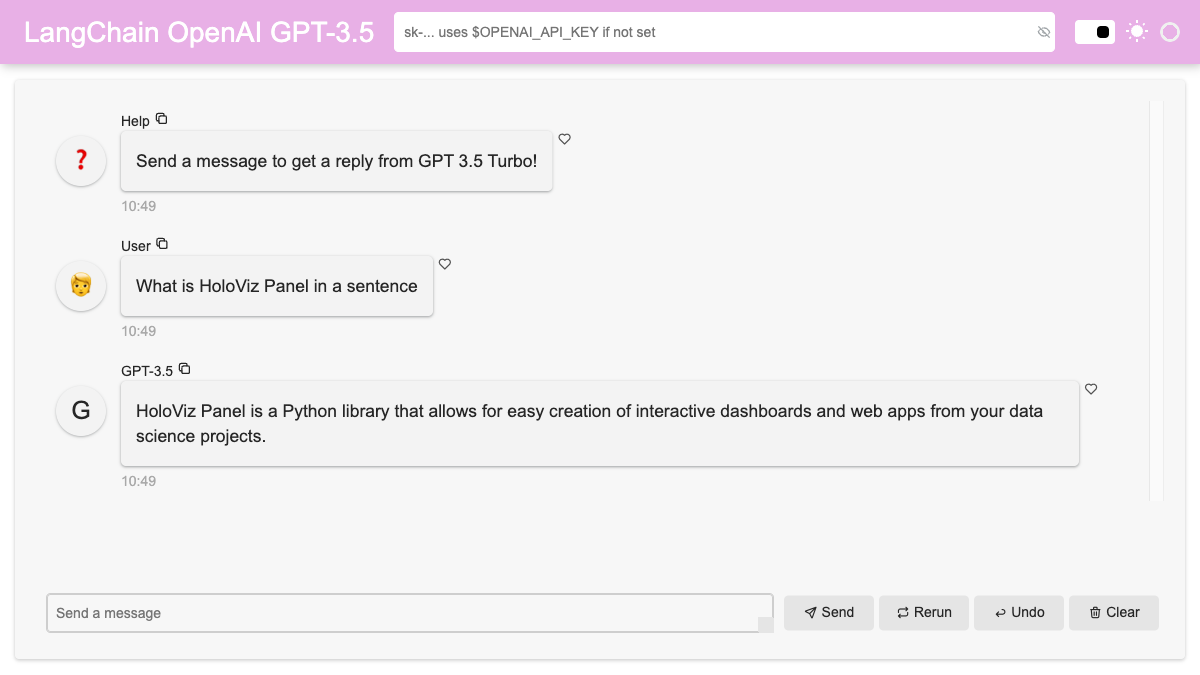 LangChain OpenAI GPT-3.5
sk-... uses $OPENAI_API_KEY if not set
Help
Send a message to get a reply from GPT 3.5 Turbo!
10:49
User
What is HoloViz Panel in a sentence
10:49
GPT-3.5
G
HoloViz Panel is a Python library that allows for easy creation of interactive dashboards and web apps from your data
science projects.
10:49
Send a message
Send
Rerun
Undo
Clear